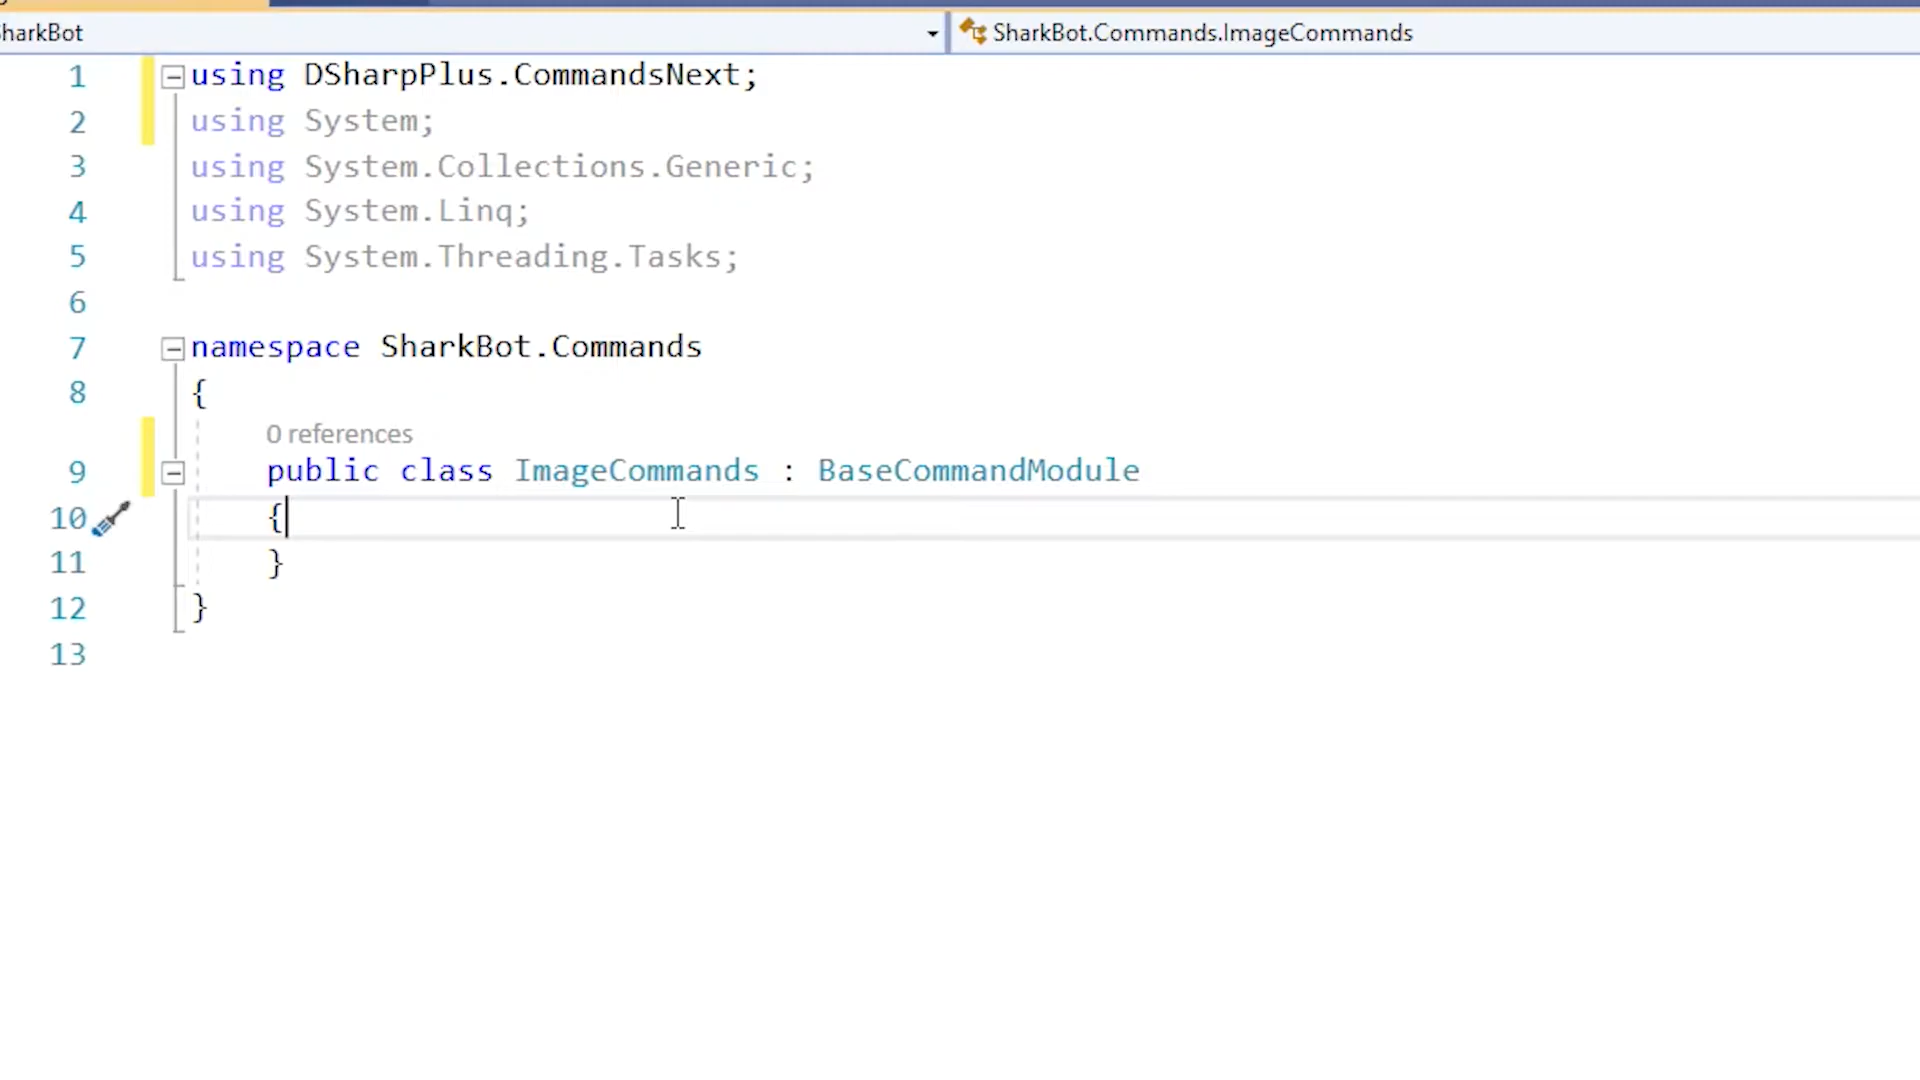 harkBot
SharkBot.Commands.ImageCommands
1 using DSharpPlus.CommandsNext;
2 using System;
3 using System.Collections.Generic;
4 using System.Linq;
5 using System.Threading.Tasks;
6
7 namespace SharkBot.Commands
8 {
0 references
9 public class ImageCommands : BaseCommandModule
10 {
11 }
12 }
13